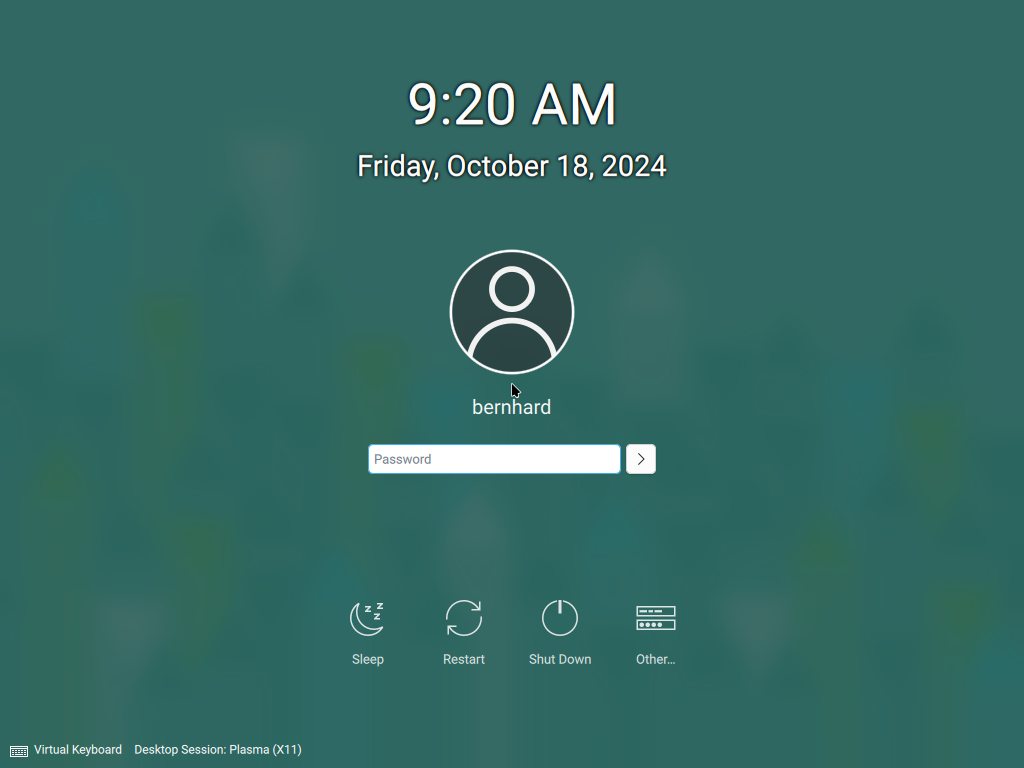 9:20 AM
Friday, October 18, 2024
bernhard
Password
Sleep Restart Shut Down Other...
Virtual Keyboard Desktop Session: Plasma (X11)